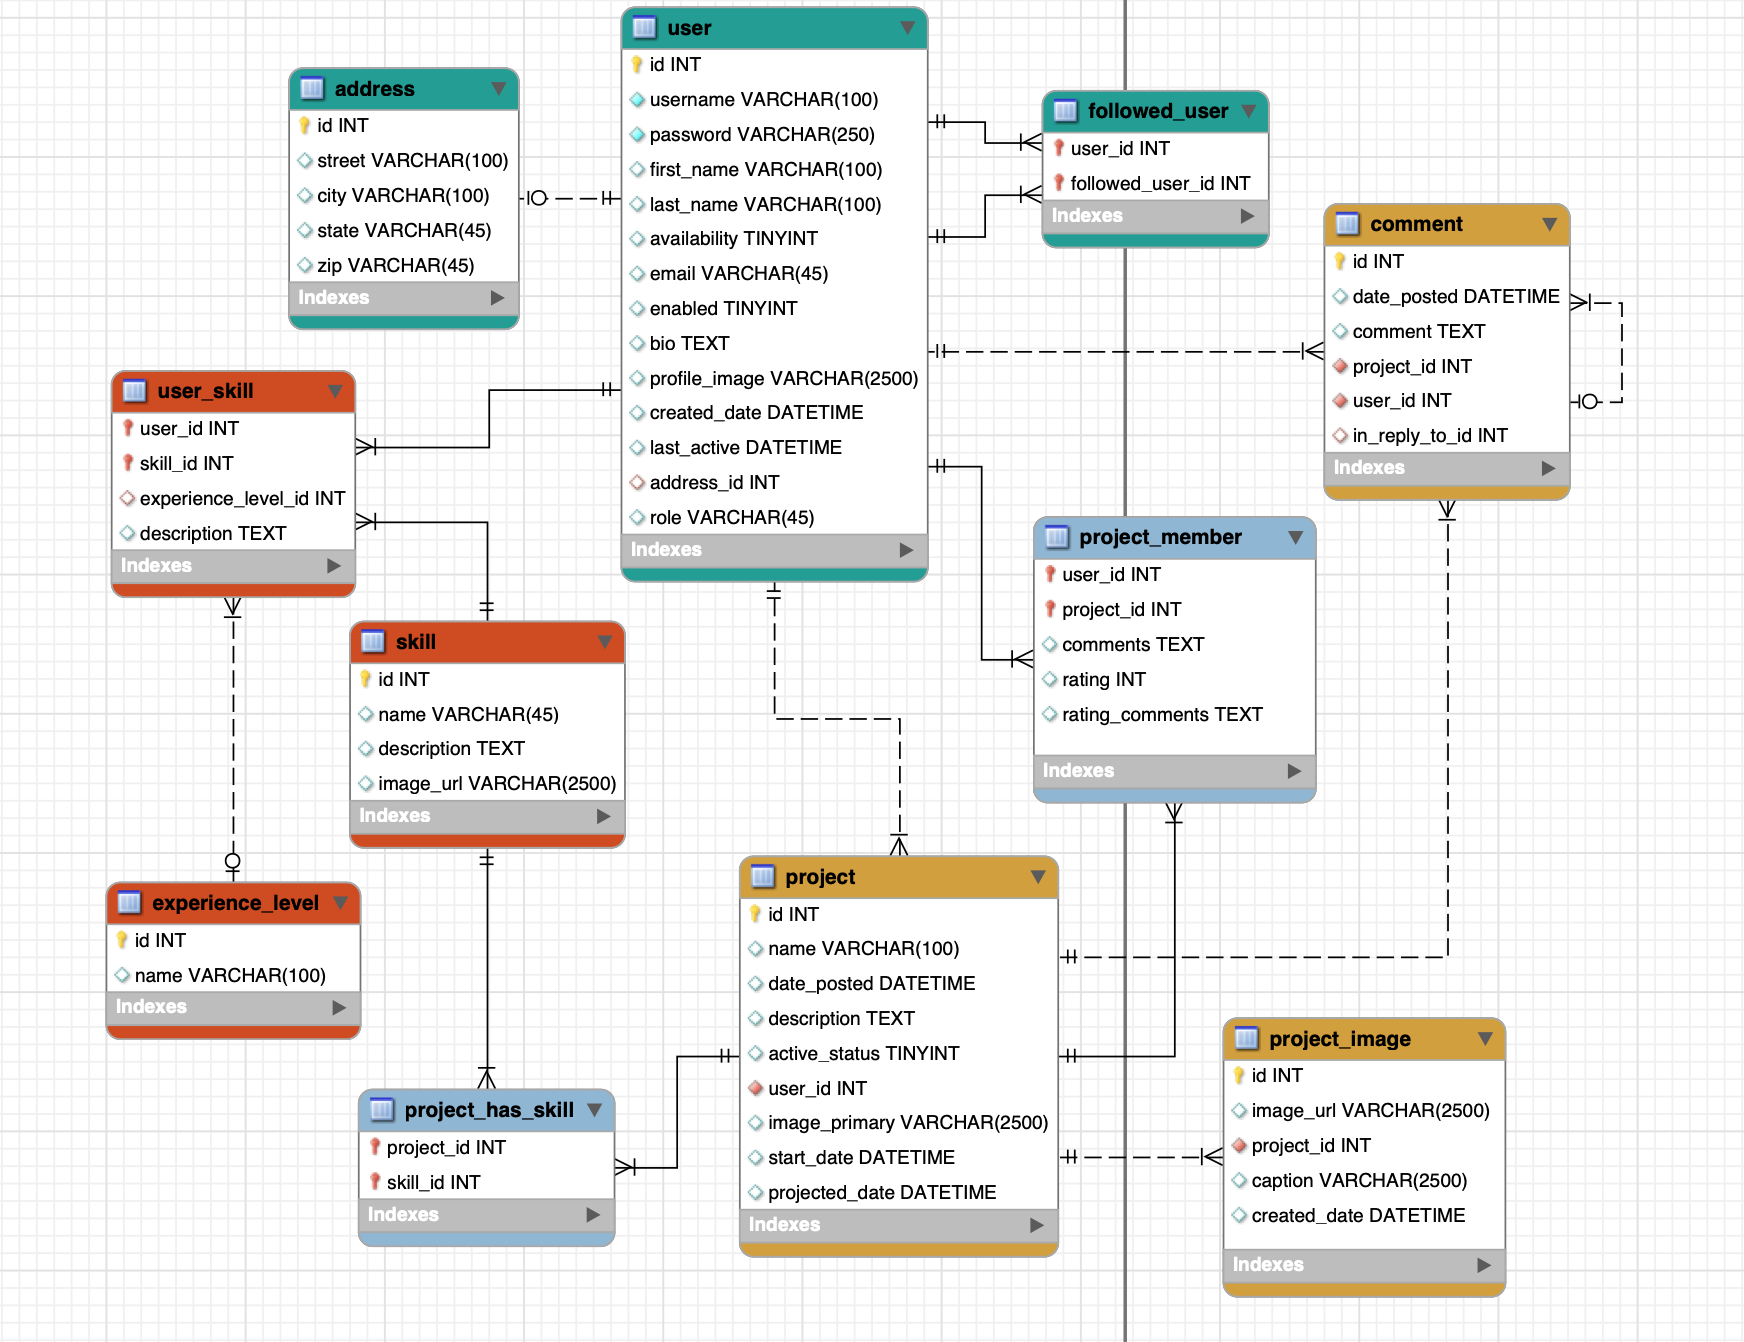 user
id INT
username VARCHAR(100)
password VARCHAR(250)
first_name VARCHAR(100)
last_name VARCHAR(100)
availability TINYINT
email VARCHAR(45)
enabled TINYINT
bio TEXT
profile_image VARCHAR(2500)
created_date DATETIME
last_active DATETIME
address_id INT
role VARCHAR(45)
Indexes
address
id INT
street VARCHAR(100)
city VARCHAR(100)
state VARCHAR(45)
zip VARCHAR(45)
Indexes
followed_user
user_id INT
followed_user_id INT
Indexes
comment
id INT
date_posted DATETIME
comment TEXT
project_id INT
user_id INT
in_reply_to_id INT
Indexes
user_skill
user_id INT
skill_id INT
experience_level_id INT
description TEXT
Indexes
project_member
user_id INT
project_id INT
comments TEXT
rating INT
rating_comments TEXT
Indexes
skill
id INT
name VARCHAR(45)
description TEXT
image_url VARCHAR(2500)
Indexes
experience_level
id INT
name VARCHAR(100)
Indexes
project
id INT
name VARCHAR(100)
date_posted DATETIME
description TEXT
active_status TINYINT
user_id INT
image_primary VARCHAR(2500)
start_date DATETIME
projected_date DATETIME
Indexes
project_image
id INT
image_url VARCHAR(2500)
project_id INT
caption VARCHAR(2500)
created_date DATETIME
Indexes
project_has_skill
project_id INT
skill_id INT
Indexes